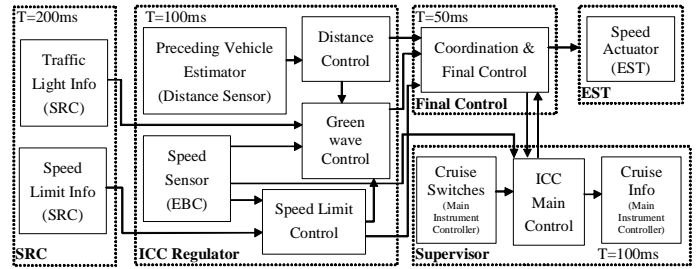 T=200ms
Traffic
Light Info
(SRC)
Speed
Limit Info
(SRC)
SRC
T=100ms
Preceding Vehicle
Estimator
(Distance Sensor)
Distance
Control
Green
wave
Control
Speed
Sensor
(EBC)
Speed Limit
Control
ICC Regulator
T=50ms
Coordination &
Final Control
Final Control
Speed
Actuator
(EST)
EST
Cruise
Switches
(Main
Instrument
Controller)
ICC
Main
Control
Cruise
Info
(Main
Instrument
Controller)
Supervisor
T=100ms